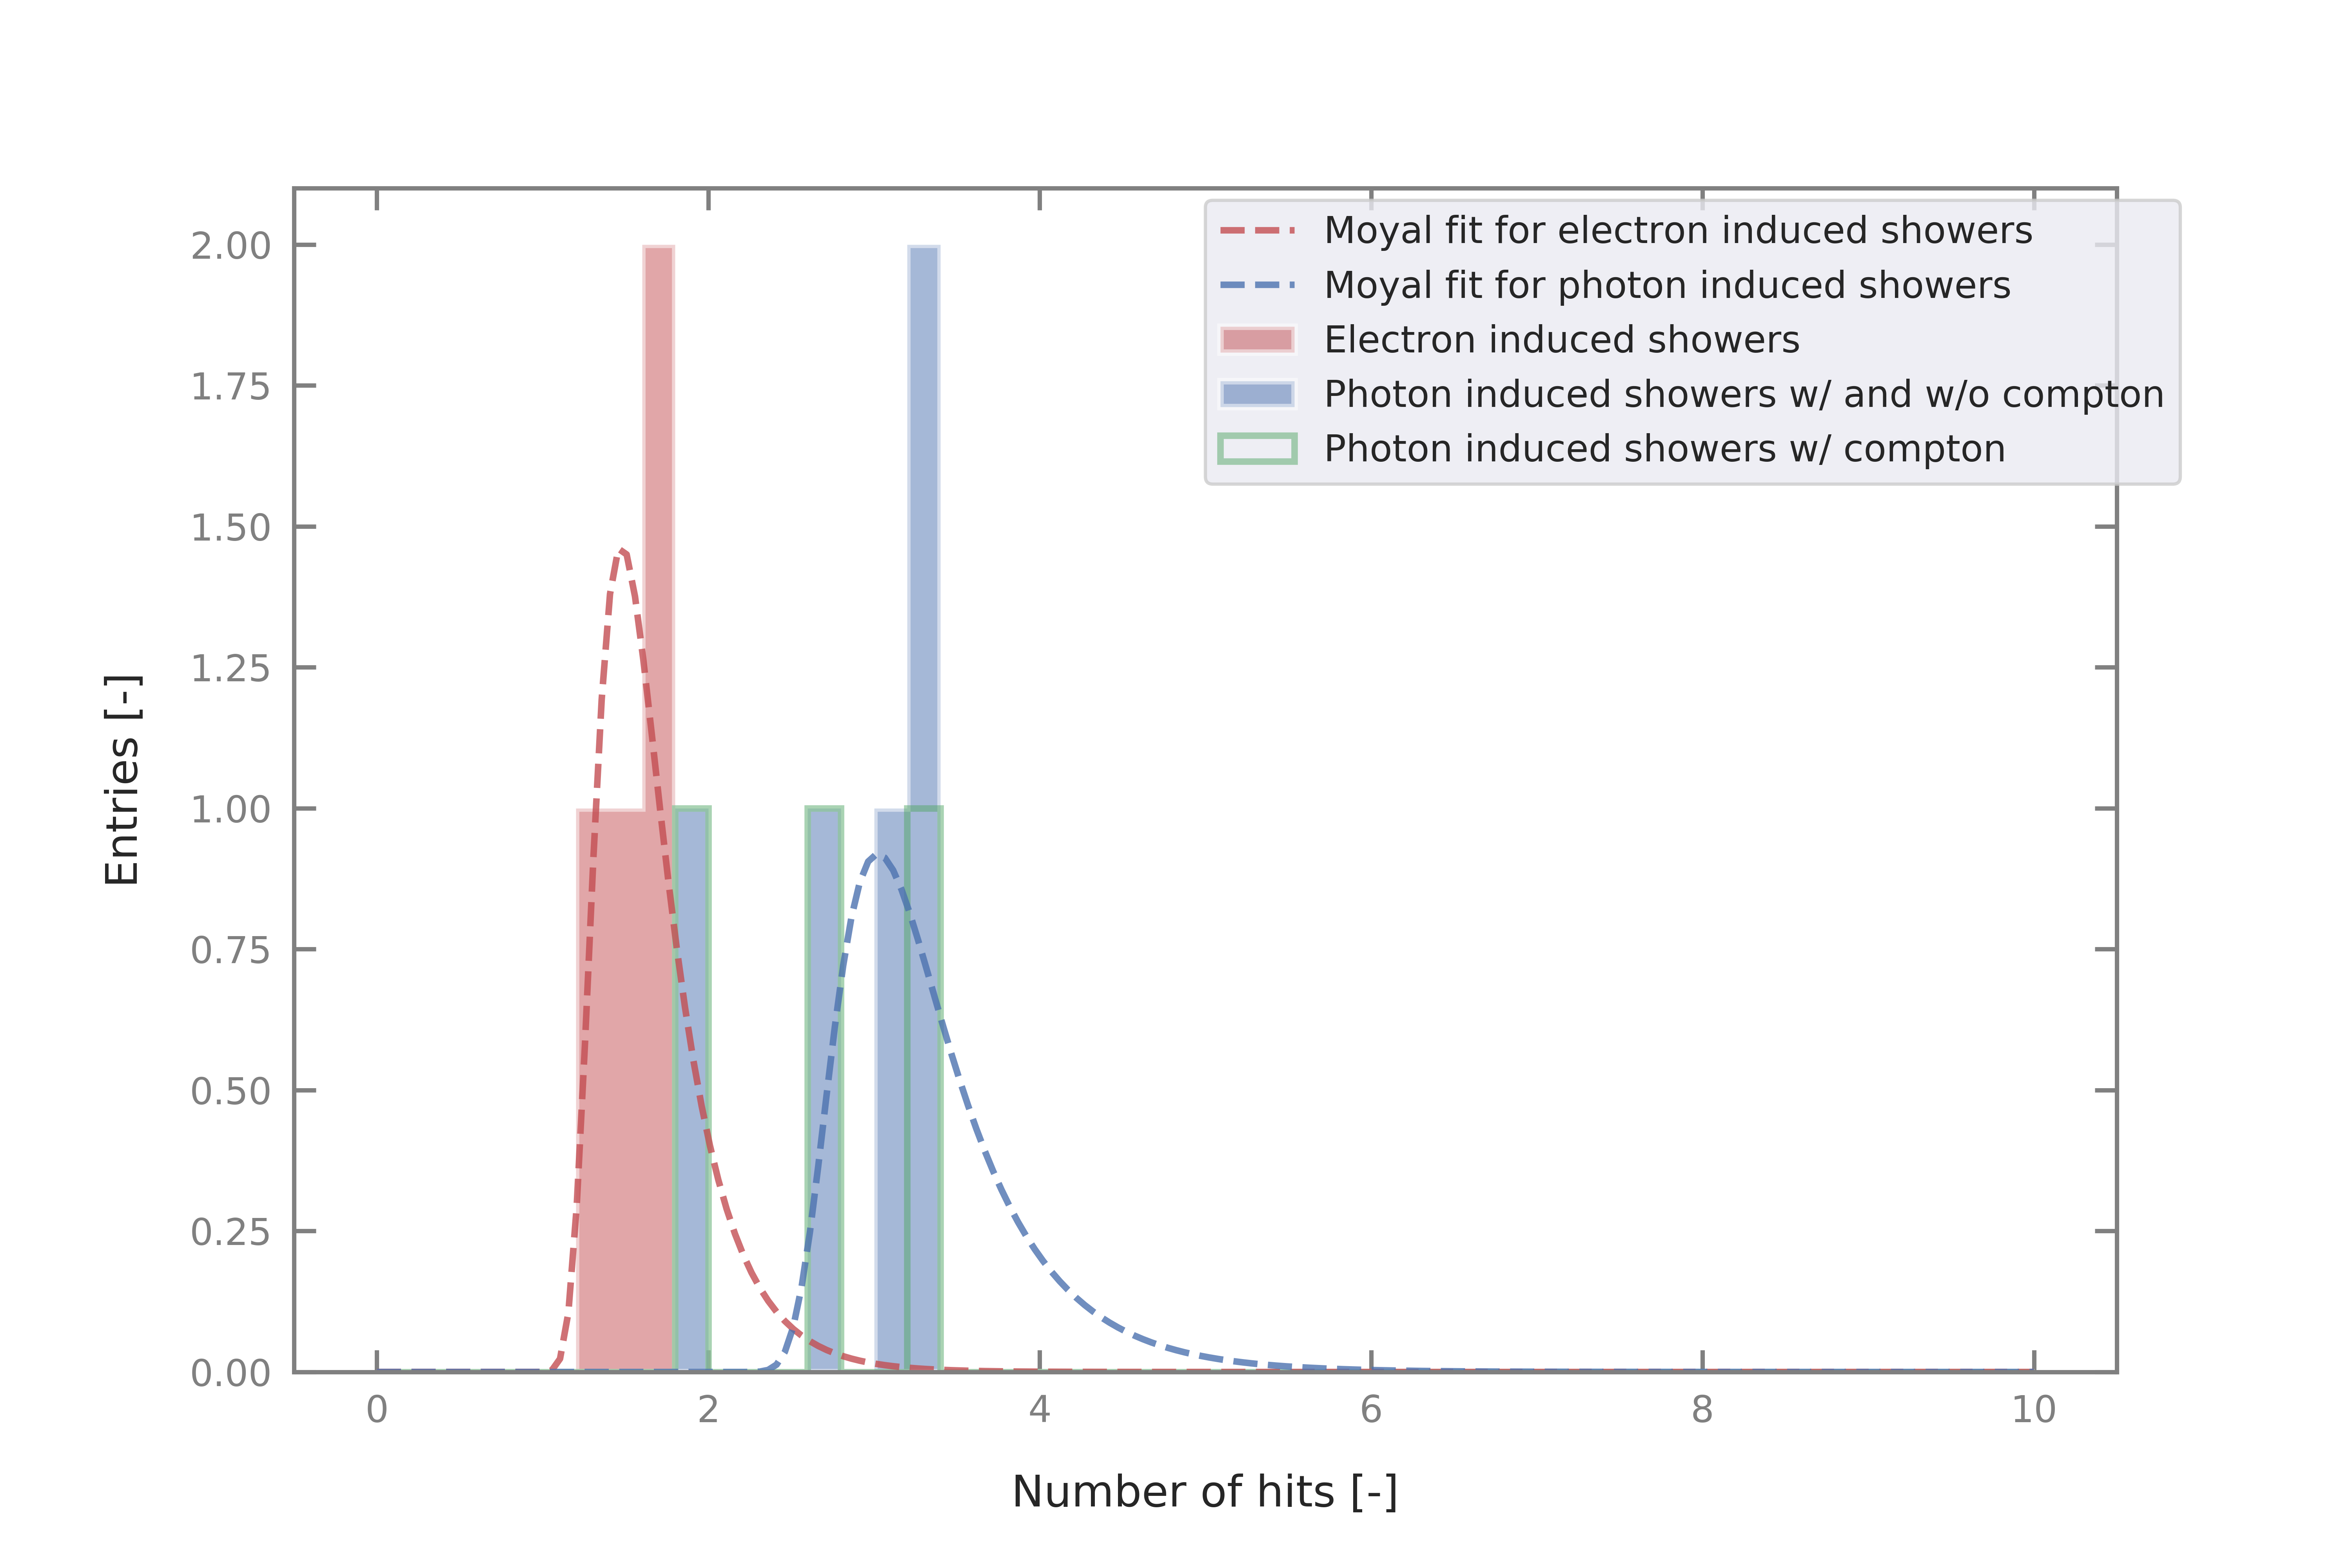 Moyal fit for electron induced showers
Moyal fit for photon induced showers
Electron induced showers
Photon induced showers w/ and w/o compton
Photon induced showers w/ compton
2.00
1.75
1.50
1.25
1.00
0.75
0.50
0.25
0.00
Entries [-]
0 2 4 6 8 10
Number of hits [-]